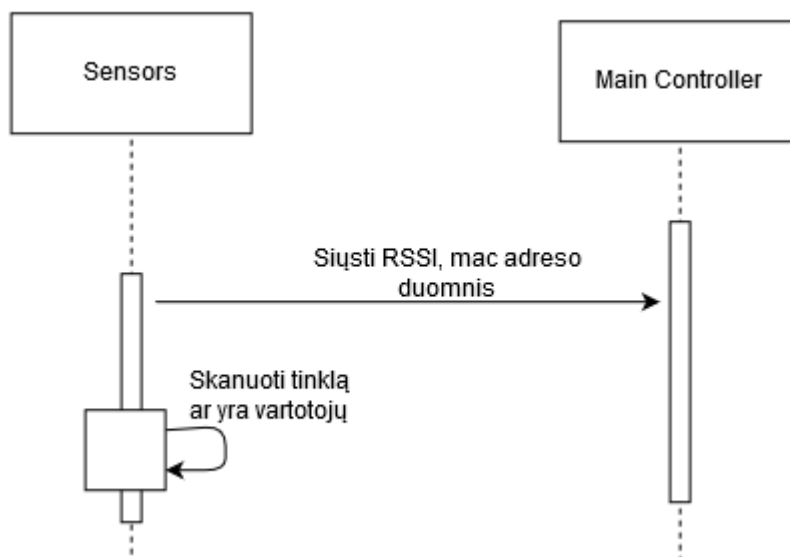 Sensors
Main Controller
Siųsti RSSI, mac adreso
duomnis
Skanuoti tinklą
ar yra vartotojų